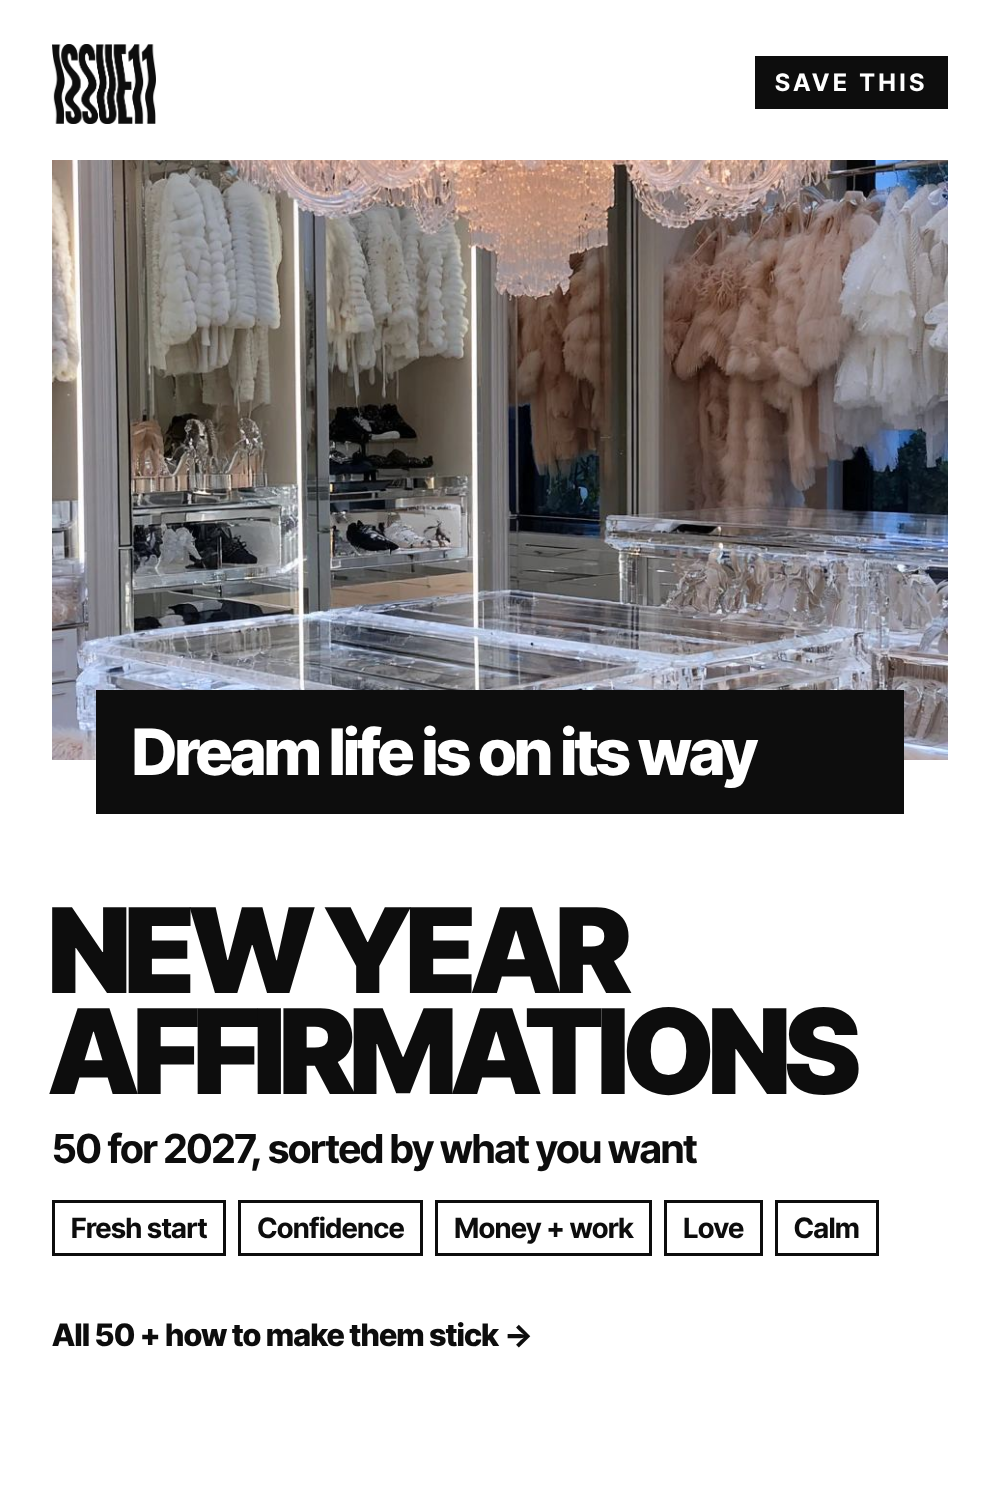 ISSUE11
SAVE THIS
Dream life is on its way
NEW YEAR
AFFIRMATIONS
50 for 2027, sorted by what you want
Fresh start
Confidence
Money + work
Love
Calm
All 50 + how to make them stick →